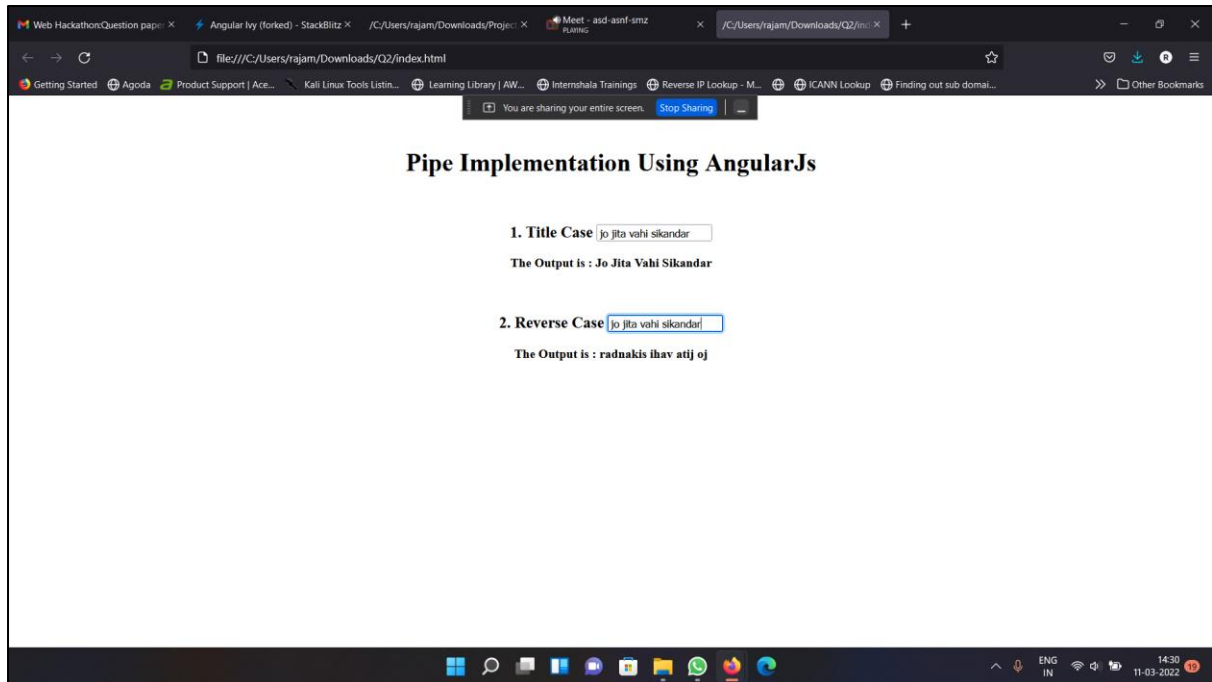 Web Hackathon:Question paper
Angular Ivy (forked) - StackBlitz
/C:/Users/rajam/Downloads/Project
Meet - asd-asnf-smz
PLAYING
/C:/Users/rajam/Downloads/Q2/ind
file:///C:/Users/rajam/Downloads/Q2/index.html
R
Getting Started Agoda Product Support | Ace... Kali Linux Tools Listin... Learning Library | AW... Internshala Trainings Reverse IP Lookup - M... ICANN Lookup Finding out sub domai... Other Bookmarks
You are sharing your entire screen. Stop Sharing
Pipe Implementation Using AngularJs
1. Title Case jo jita vahi sikandar
The Output is : Jo Jita Vahi Sikandar
2. Reverse Case jo jita vahi sikandar
The Output is : radnakis ihav atij oj
ENG
IN
14:30
11-03-2022
19